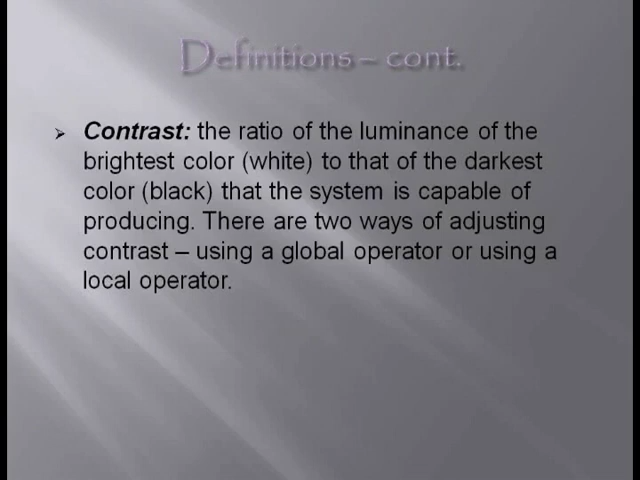 Definitions – cont.
Contrast: the ratio of the luminance of the
brightest color (white) to that of the darkest
color (black) that the system is capable of
producing. There are two ways of adjusting
contrast – using a global operator or using a
local operator.